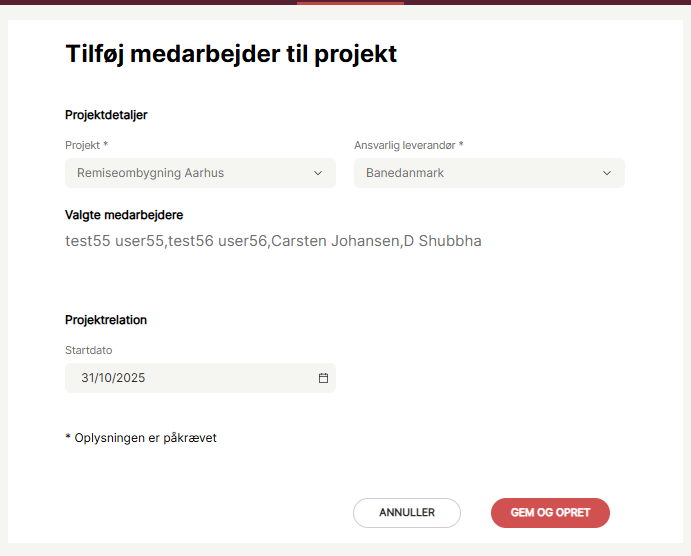 Tilføj medarbejder til projekt
Projektdetaljer
Projekt * Ansvarlig leverandør *
Remiseombygning Aarhus Banedanmark
Valgte medarbejdere
test55 user55,test56 user56,Carsten Johansen,D Shubbha
Projektrelation
Startdato
31/10/2025
* Oplysningen er påkrævet
ANNULLER GEM OG OPRET